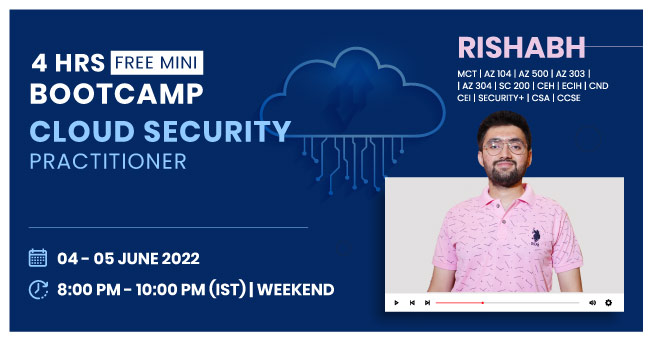 4 HRS FREE MINI
BOOTCAMP
CLOUD SECURITY
PRACTITIONER
04 - 05 JUNE 2022
8:00 PM - 10:00 PM (IST) | WEEKEND
RISHABH
MCT | AZ 104 | AZ 500 | AZ 303 |
| AZ 304 | SC 200 | CEH | ECIH | CND
CEI | SECURITY+ | CSA | CCSE